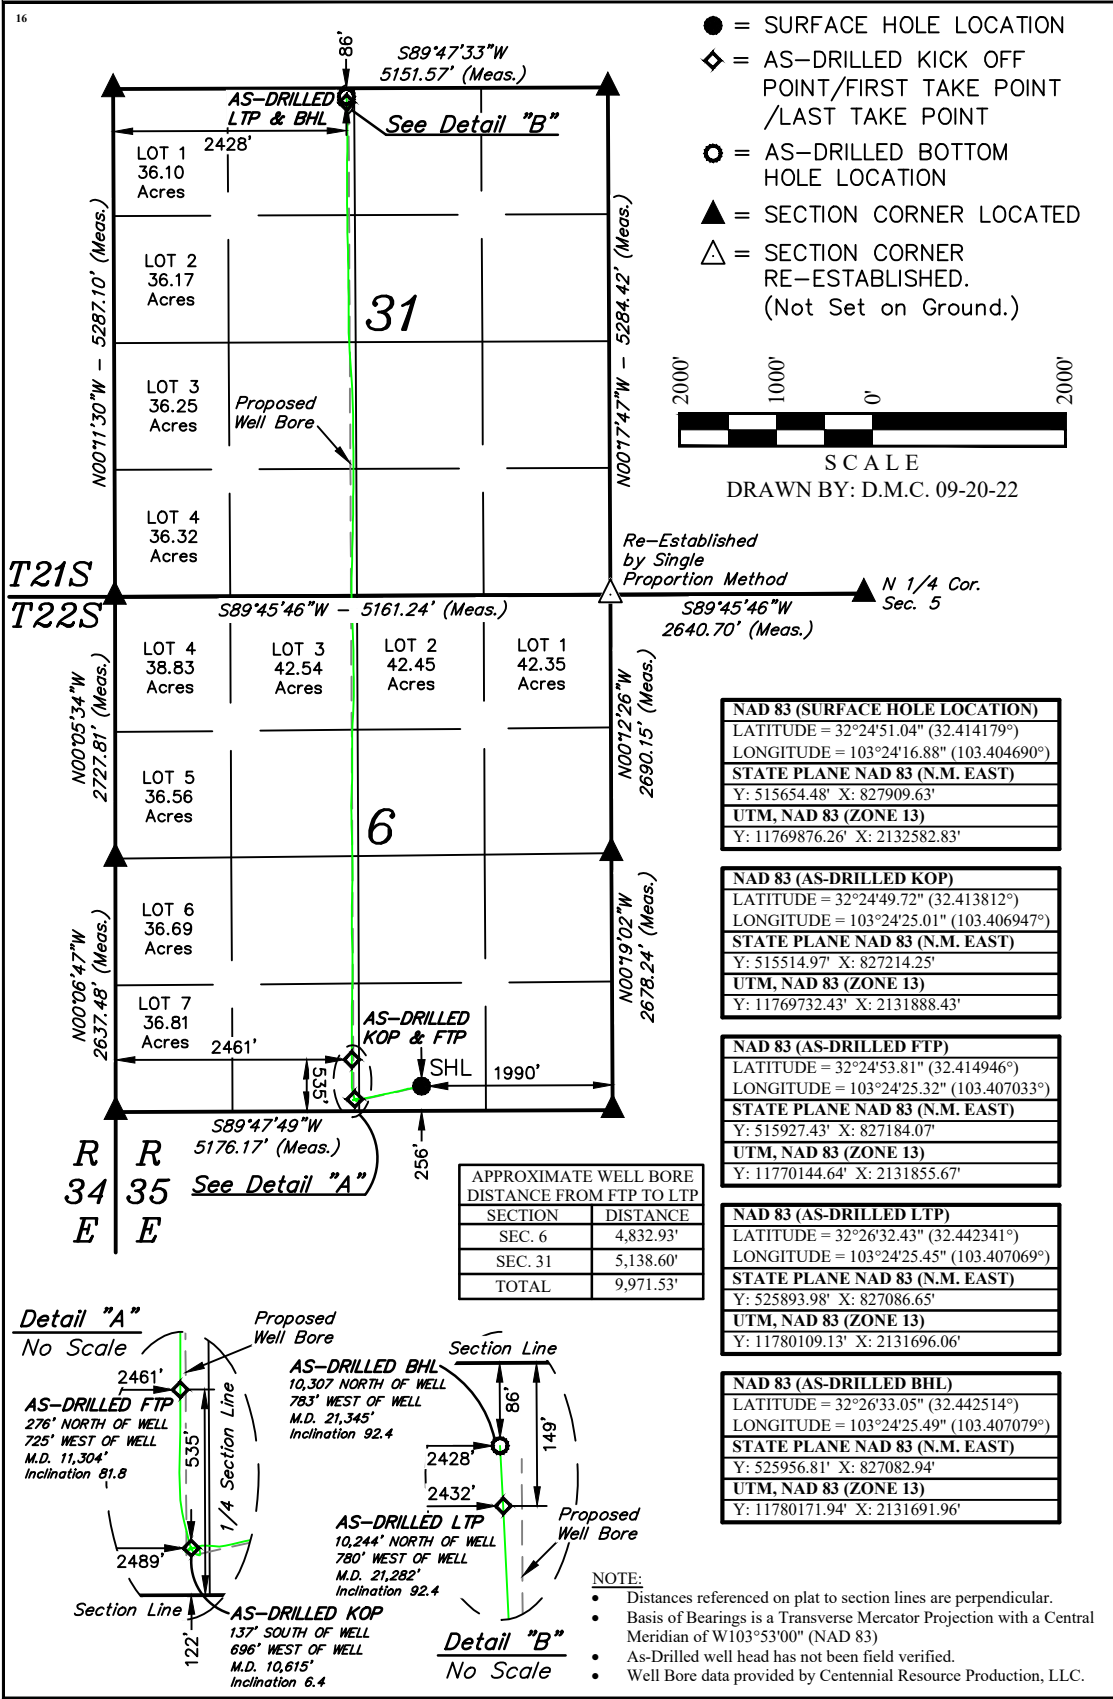 16
86'
S89°47'33"W
5151.57' (Meas.)
AS-DRILLED
LTP & BHL
See Detail "B"
2428'
LOT 1
36.10
Acres
LOT 2
36.17
Acres
N00°11'30"W - 5287.10' (Meas.)
N00°17'47"W - 5284.42' (Meas.)
31
LOT 3
36.25
Acres
Proposed
Well Bore
LOT 4
36.32
Acres
● = SURFACE HOLE LOCATION
= AS-DRILLED KICK OFF
POINT/FIRST TAKE POINT
/LAST TAKE POINT
= AS-DRILLED BOTTOM
HOLE LOCATION
▲ = SECTION CORNER LOCATED
△ = SECTION CORNER
RE-ESTABLISHED.
(Not Set on Ground.)
2000'
1000'
0'
2000'
SCALE
DRAWN BY: D.M.C. 09-20-22
Re-Established
by Single
Proportion Method
N 1/4 Cor.
Sec. 5
T21S
T22S
S89°45'46"W - 5161.24' (Meas.)
S89°45'46"W
2640.70' (Meas.)
LOT 4
38.83
Acres
LOT 3
42.54
Acres
LOT 2
42.45
Acres
LOT 1
42.35
Acres
N00°05'34"W
2727.81' (Meas.)
N00°12'26"W
2690.15' (Meas.)
LOT 5
36.56
Acres
6
LOT 6
36.69
Acres
N00°06'47"W
2637.48' (Meas.)
N00°19'02"W
2678.24' (Meas.)
LOT 7
36.81
Acres
AS-DRILLED
KOP & FTP
2461'
535'
SHL
1990'
S89°47'49"W
5176.17' (Meas.)
256'
R R
34 35
E E
See Detail "A"
APPROXIMATE WELL BORE
DISTANCE FROM FTP TO LTP
SECTION DISTANCE
SEC. 6 4,832.93'
SEC. 31 5,138.60'
TOTAL 9,971.53'
NAD 83 (SURFACE HOLE LOCATION)
LATITUDE = 32°24'51.04" (32.414179°)
LONGITUDE = 103°24'16.88" (103.404690°)
STATE PLANE NAD 83 (N.M. EAST)
Y: 515654.48' X: 827909.63'
UTM, NAD 83 (ZONE 13)
Y: 11769876.26' X: 2132582.83'
NAD 83 (AS-DRILLED KOP)
LATITUDE = 32°24'49.72" (32.413812°)
LONGITUDE = 103°24'25.01" (103.406947°)
STATE PLANE NAD 83 (N.M. EAST)
Y: 515514.97' X: 827214.25'
UTM, NAD 83 (ZONE 13)
Y: 11769732.43' X: 2131888.43'
NAD 83 (AS-DRILLED FTP)
LATITUDE = 32°24'53.81" (32.414946°)
LONGITUDE = 103°24'25.32" (103.407033°)
STATE PLANE NAD 83 (N.M. EAST)
Y: 515927.43' X: 827184.07'
UTM, NAD 83 (ZONE 13)
Y: 11770144.64' X: 2131855.67'
NAD 83 (AS-DRILLED LTP)
LATITUDE = 32°26'32.43" (32.442341°)
LONGITUDE = 103°24'25.45" (103.407069°)
STATE PLANE NAD 83 (N.M. EAST)
Y: 525893.98' X: 827086.65'
UTM, NAD 83 (ZONE 13)
Y: 11780109.13' X: 2131696.06'
NAD 83 (AS-DRILLED BHL)
LATITUDE = 32°26'33.05" (32.442514°)
LONGITUDE = 103°24'25.49" (103.407079°)
STATE PLANE NAD 83 (N.M. EAST)
Y: 525956.81' X: 827082.94'
UTM, NAD 83 (ZONE 13)
Y: 11780171.94' X: 2131691.96'
Detail "A"
No Scale
Proposed
Well Bore
2461'
AS-DRILLED FTP
276' NORTH OF WELL
725' WEST OF WELL
M.D. 11,304'
Inclination 81.8
535'
1/4 Section Line
2489'
Section Line
122'
AS-DRILLED KOP
137' SOUTH OF WELL
696' WEST OF WELL
M.D. 10,615'
Inclination 6.4
Section Line
AS-DRILLED BHL
10,307 NORTH OF WELL
783' WEST OF WELL
M.D. 21,345'
Inclination 92.4
86'
149'
2428'
2432'
AS-DRILLED LTP
10,244' NORTH OF WELL
780' WEST OF WELL
M.D. 21,282'
Inclination 92.4
Proposed
Well Bore
Detail "B"
No Scale
NOTE:
• Distances referenced on plat to section lines are perpendicular.
• Basis of Bearings is a Transverse Mercator Projection with a Central
Meridian of W103°53'00" (NAD 83)
• As-Drilled well head has not been field verified.
• Well Bore data provided by Centennial Resource Production, LLC.